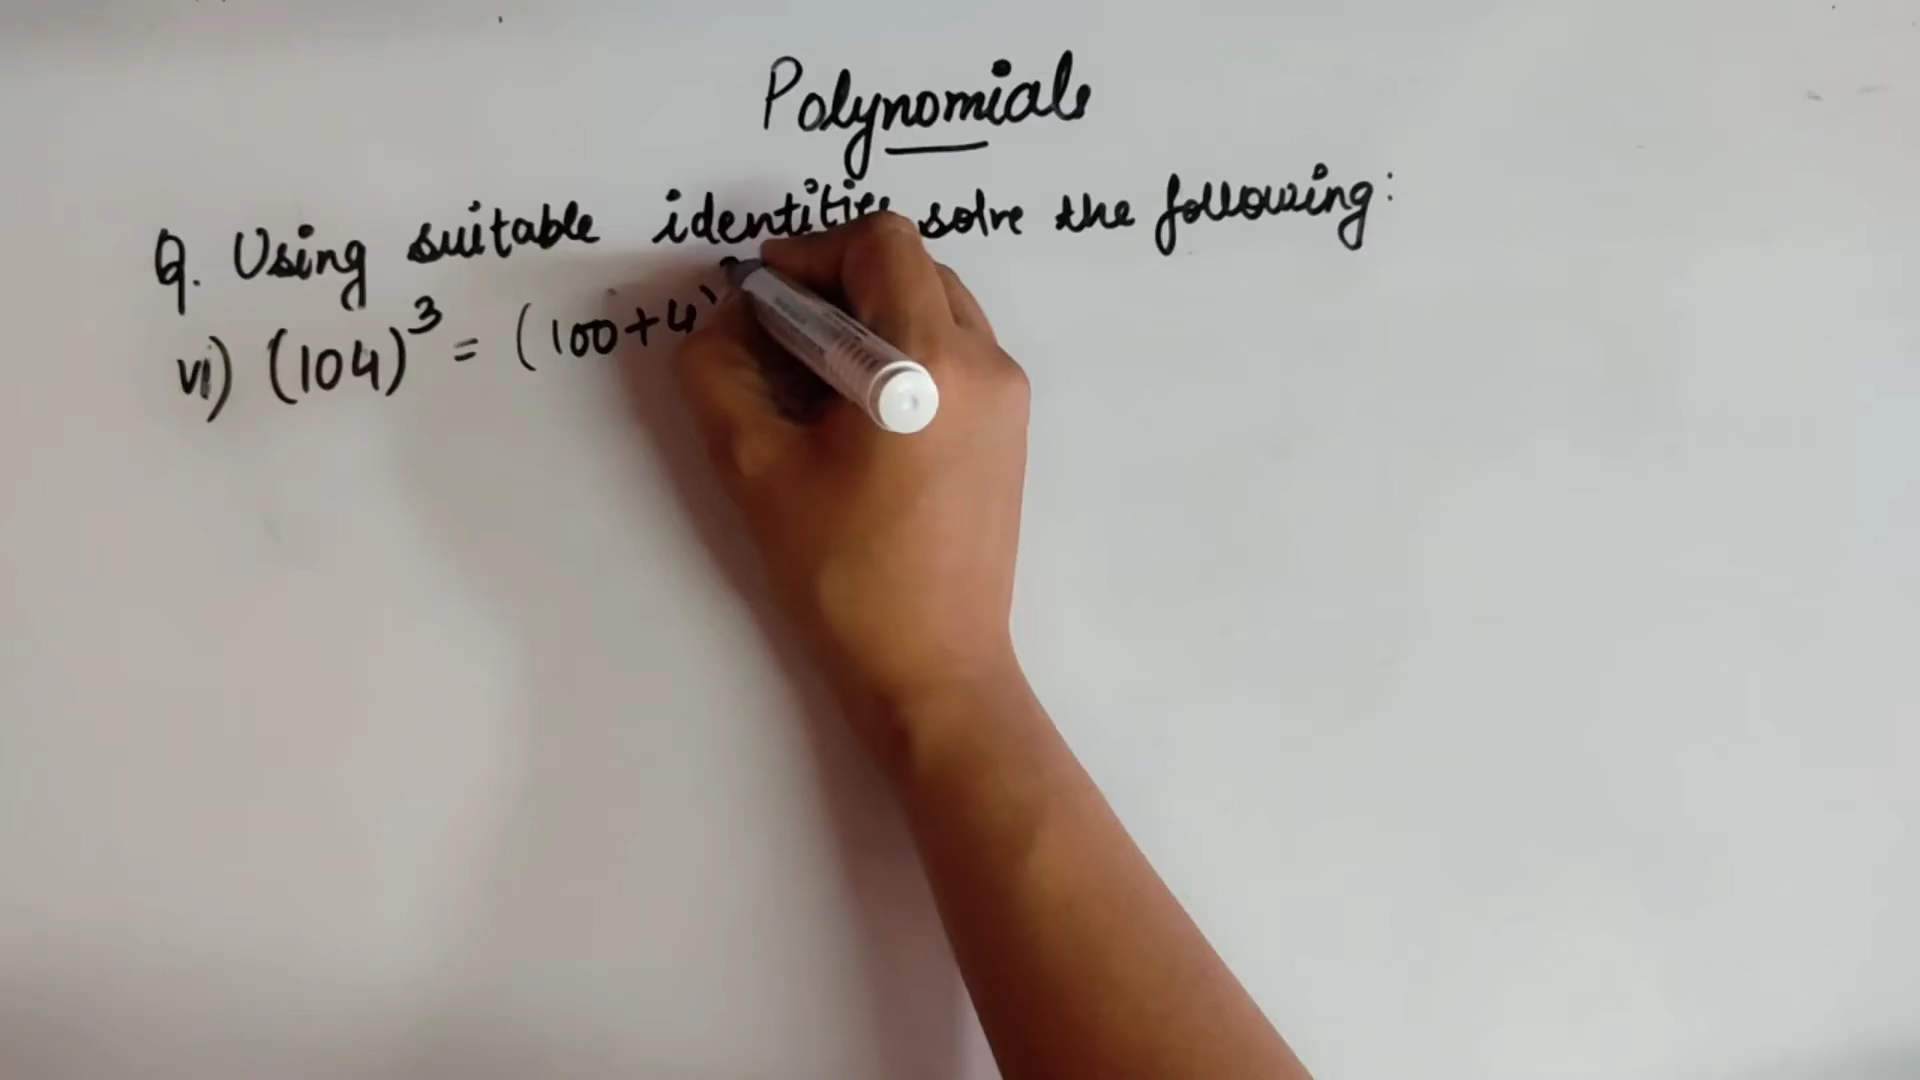 Polynomials
Q. Using suitable identities solve the following:
vi) (104)³ = (100+4)